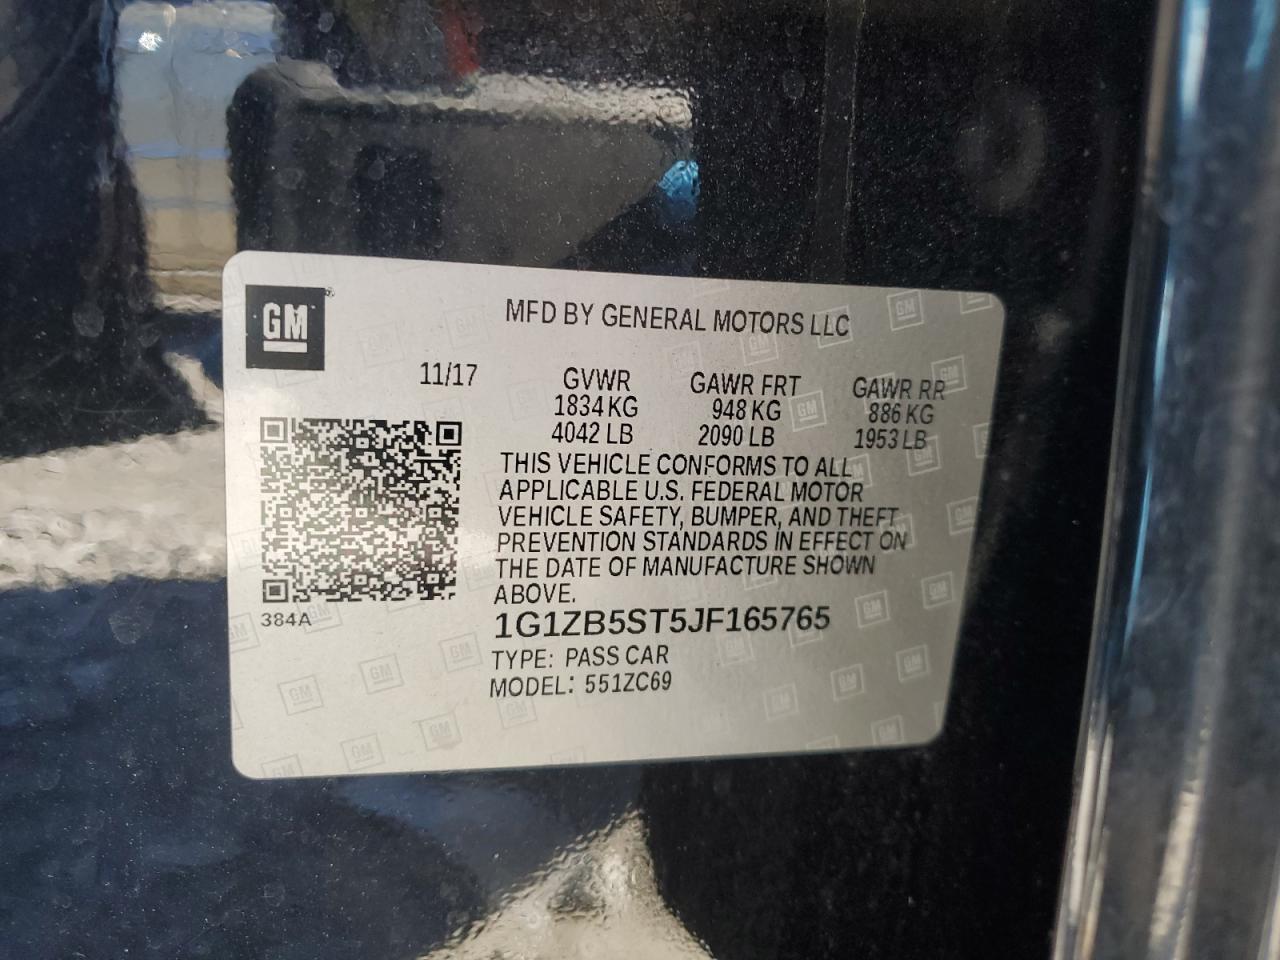 GM
MFD BY GENERAL MOTORS LLC
11/17 GVWR GAWR FRT GAWR RR
1834 KG 948 KG 886 KG
4042 LB 2090 LB 1953 LB
THIS VEHICLE CONFORMS TO ALL
APPLICABLE U.S. FEDERAL MOTOR
VEHICLE SAFETY, BUMPER, AND THEFT
PREVENTION STANDARDS IN EFFECT ON
THE DATE OF MANUFACTURE SHOWN
ABOVE.
384A
1G1ZB5ST5JF165765
TYPE: PASS CAR
MODEL: 551ZC69